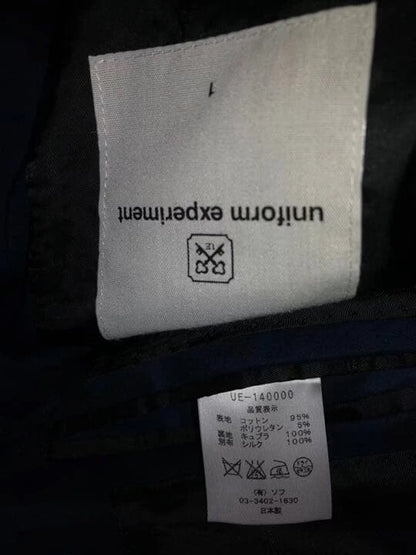 UE
uniform experiment
1
UE-140000
品質表示
表地 コットン 95%
ポリウレタン 5%
裏地 キュプラ 100%
別布 シルク 100%
(有) ソフ
03-3402-1630
日本製